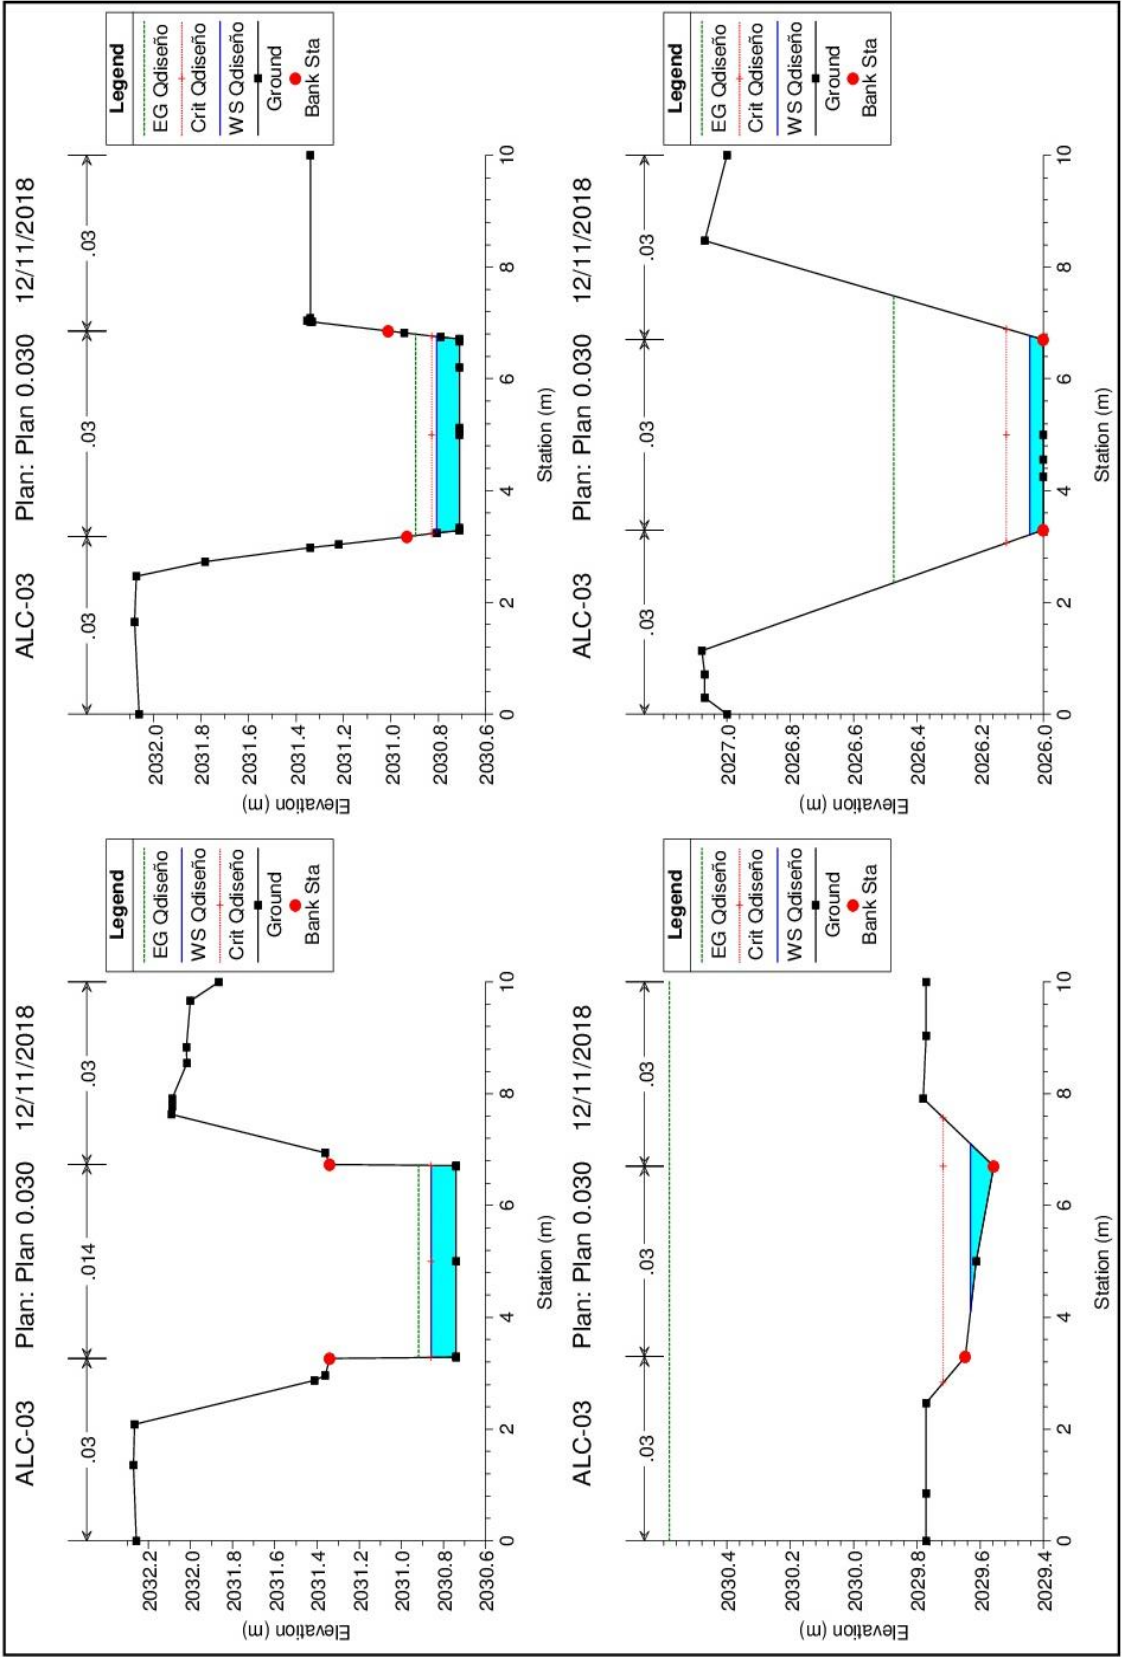 ALC-03 Plan: Plan 0.030 12/11/2018
.03
.014
.03
2032.2
2032.0
2031.8
2031.6
2031.4
2031.2
2031.0
2030.8
2030.6
Elevation (m)
0 2 4 6 8 10
Station (m)
Legend
EG Qdiseño
WS Qdiseño
Crit Qdiseño
Ground
Bank Sta
ALC-03 Plan: Plan 0.030 12/11/2018
.03
.03
.03
2032.0
2031.8
2031.6
2031.4
2031.2
2031.0
2030.8
2030.6
Elevation (m)
0 2 4 6 8 10
Station (m)
Legend
EG Qdiseño
Crit Qdiseño
WS Qdiseño
Ground
Bank Sta
ALC-03 Plan: Plan 0.030 12/11/2018
.03
.03
.03
2030.4
2030.2
2030.0
2029.8
2029.6
2029.4
Elevation (m)
0 2 4 6 8 10
Station (m)
Legend
EG Qdiseño
Crit Qdiseño
WS Qdiseño
Ground
Bank Sta
ALC-03 Plan: Plan 0.030 12/11/2018
.03
.03
.03
2027.0
2026.8
2026.6
2026.4
2026.2
2026.0
Elevation (m)
0 2 4 6 8 10
Station (m)
Legend
EG Qdiseño
Crit Qdiseño
WS Qdiseño
Ground
Bank Sta